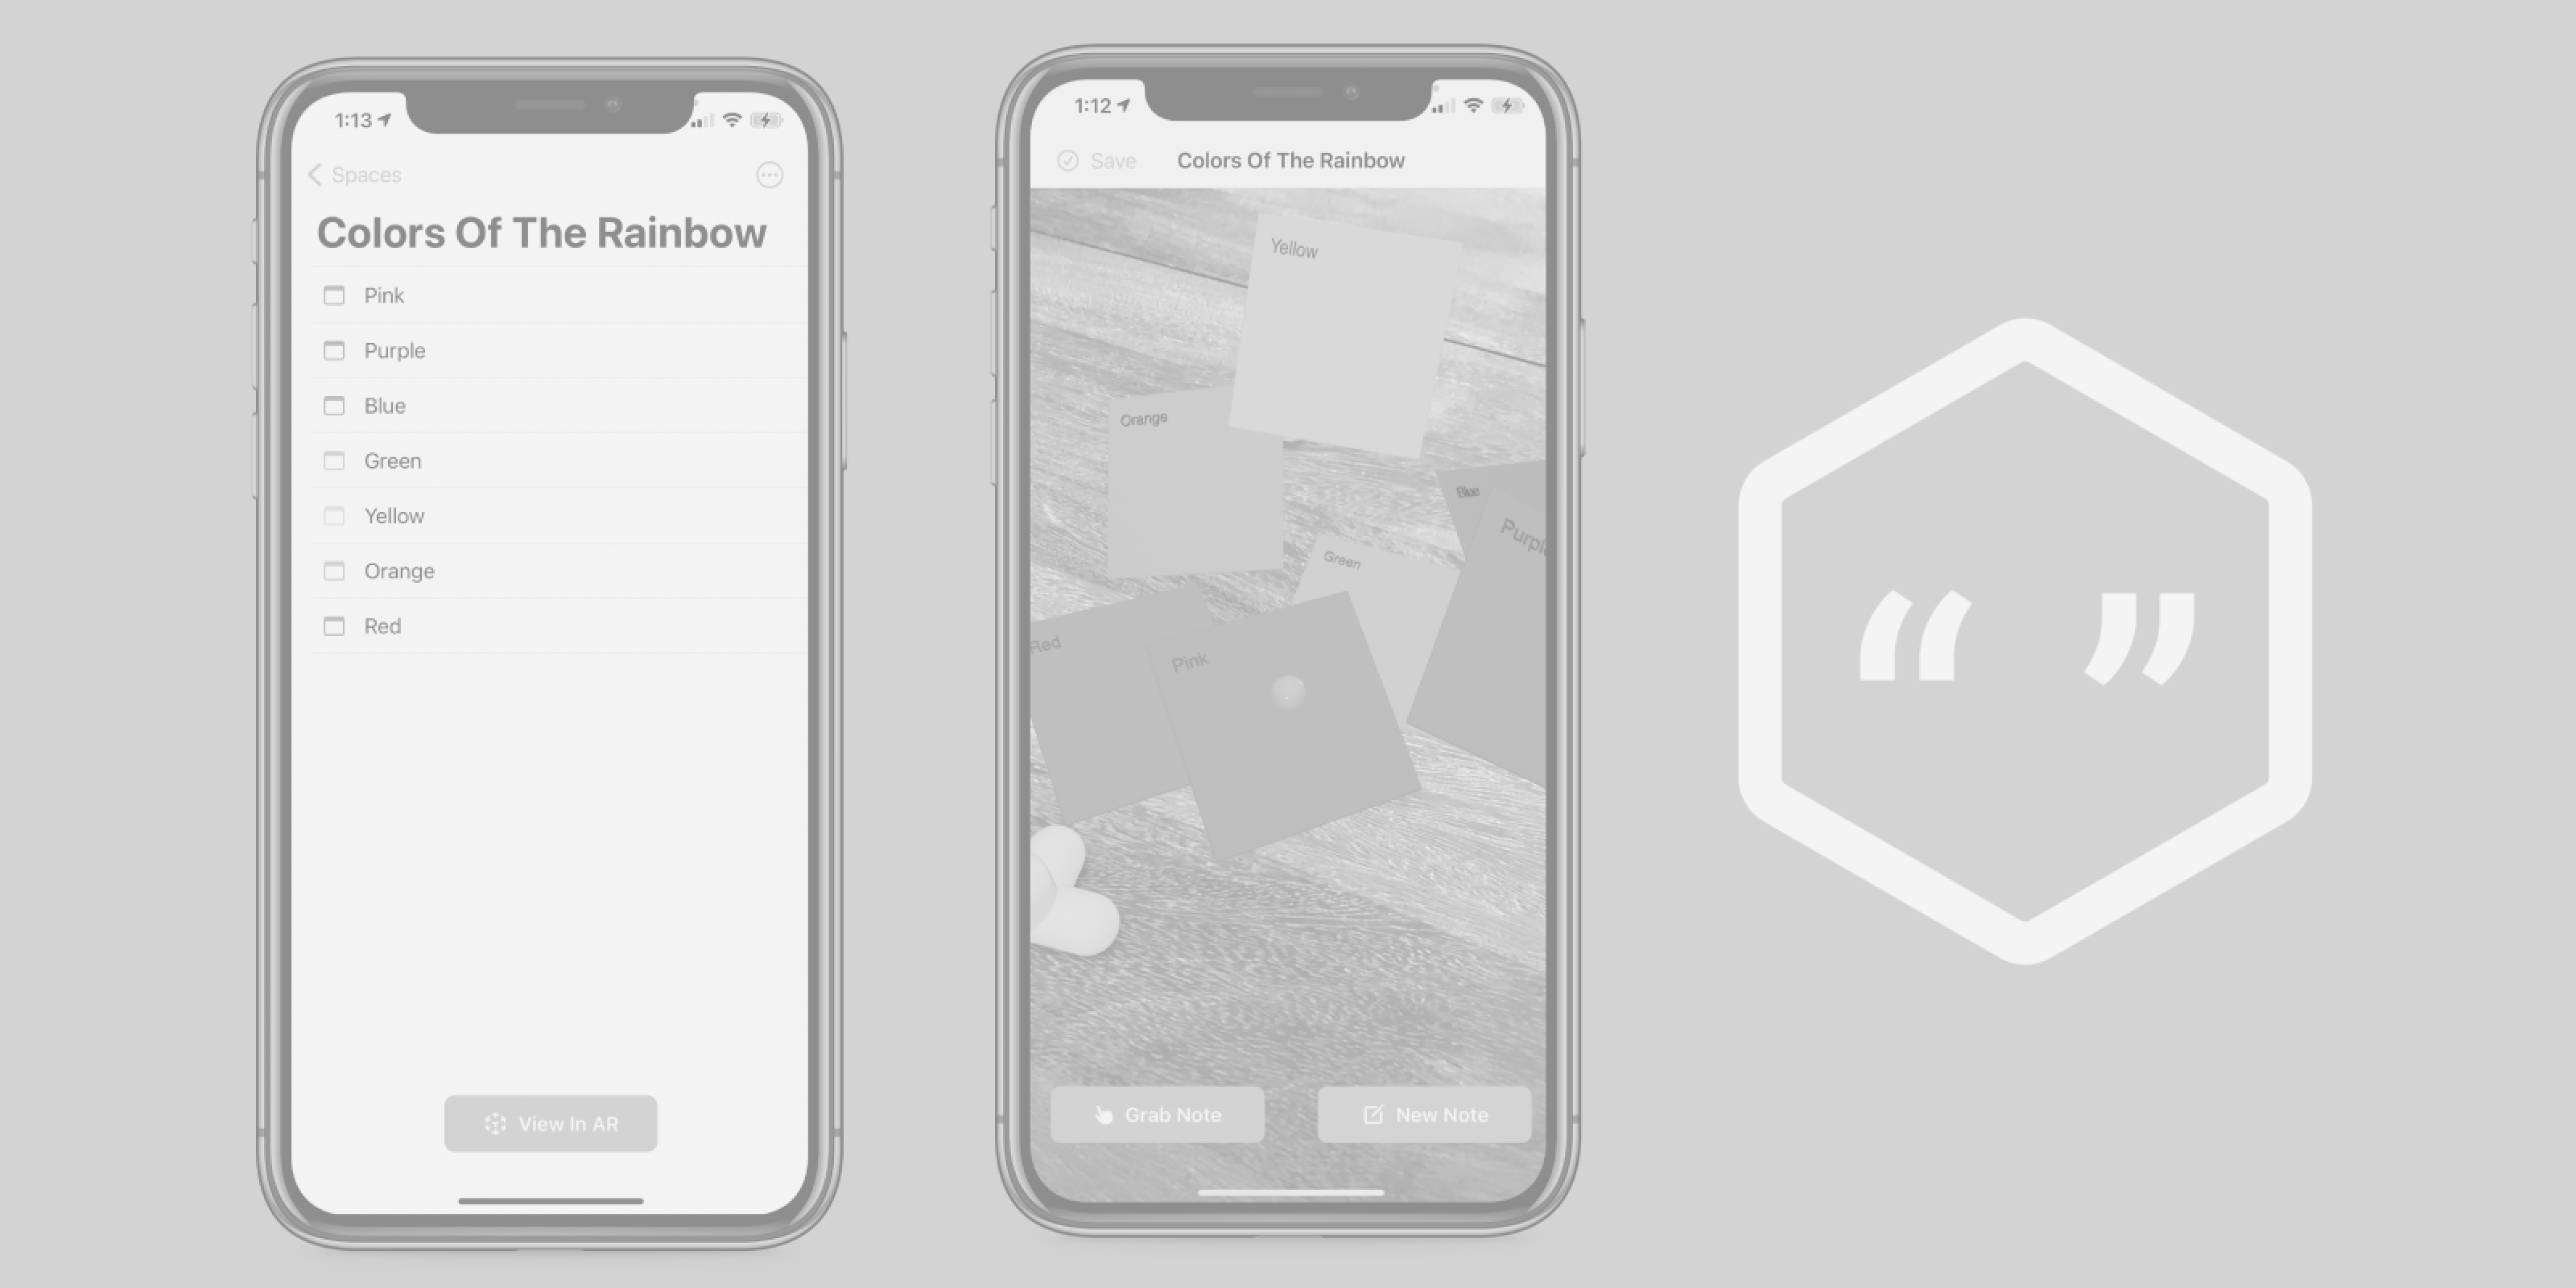 1:13
Spaces
Colors Of The Rainbow
Pink
Purple
Blue
Green
Yellow
Orange
Red
View In AR
1:12
Save
Colors Of The Rainbow
Yellow
Orange
Blue
Purpl
Green
Red
Pink
Grab Note
New Note
“ ”